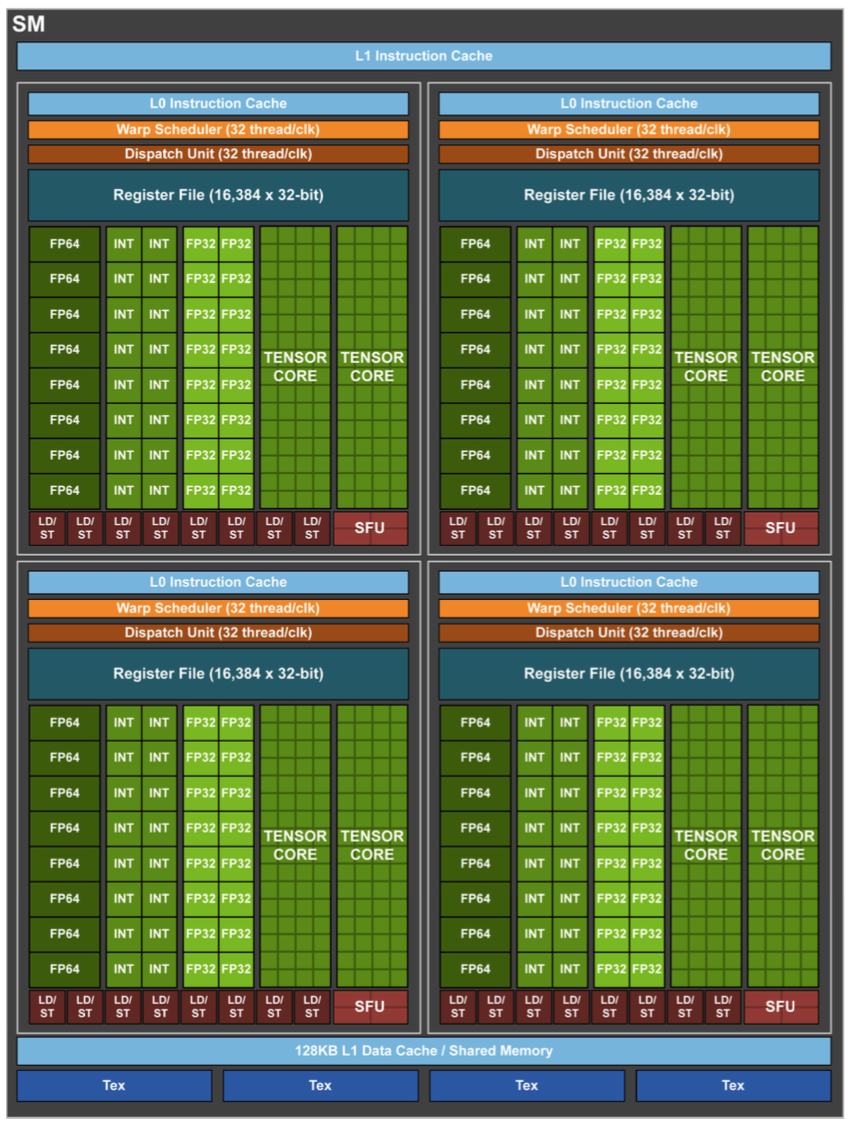 SM
L1 Instruction Cache
L0 Instruction Cache
Warp Scheduler (32 thread/clk)
Dispatch Unit (32 thread/clk)
Register File (16,384 x 32-bit)
FP64 INT INT FP32 FP32
FP64 INT INT FP32 FP32
FP64 INT INT FP32 FP32
FP64 INT INT FP32 FP32
FP64 INT INT FP32 FP32
FP64 INT INT FP32 FP32
FP64 INT INT FP32 FP32
FP64 INT INT FP32 FP32
TENSOR TENSOR
CORE CORE
LD/ LD/ LD/ LD/ LD/ LD/ LD/ LD/
ST ST ST ST ST ST ST ST
SFU
L0 Instruction Cache
Warp Scheduler (32 thread/clk)
Dispatch Unit (32 thread/clk)
Register File (16,384 x 32-bit)
FP64 INT INT FP32 FP32
FP64 INT INT FP32 FP32
FP64 INT INT FP32 FP32
FP64 INT INT FP32 FP32
FP64 INT INT FP32 FP32
FP64 INT INT FP32 FP32
FP64 INT INT FP32 FP32
FP64 INT INT FP32 FP32
TENSOR TENSOR
CORE CORE
LD/ LD/ LD/ LD/ LD/ LD/ LD/ LD/
ST ST ST ST ST ST ST ST
SFU
L0 Instruction Cache
Warp Scheduler (32 thread/clk)
Dispatch Unit (32 thread/clk)
Register File (16,384 x 32-bit)
FP64 INT INT FP32 FP32
FP64 INT INT FP32 FP32
FP64 INT INT FP32 FP32
FP64 INT INT FP32 FP32
FP64 INT INT FP32 FP32
FP64 INT INT FP32 FP32
FP64 INT INT FP32 FP32
FP64 INT INT FP32 FP32
TENSOR TENSOR
CORE CORE
LD/ LD/ LD/ LD/ LD/ LD/ LD/ LD/
ST ST ST ST ST ST ST ST
SFU
L0 Instruction Cache
Warp Scheduler (32 thread/clk)
Dispatch Unit (32 thread/clk)
Register File (16,384 x 32-bit)
FP64 INT INT FP32 FP32
FP64 INT INT FP32 FP32
FP64 INT INT FP32 FP32
FP64 INT INT FP32 FP32
FP64 INT INT FP32 FP32
FP64 INT INT FP32 FP32
FP64 INT INT FP32 FP32
FP64 INT INT FP32 FP32
TENSOR TENSOR
CORE CORE
LD/ LD/ LD/ LD/ LD/ LD/ LD/ LD/
ST ST ST ST ST ST ST ST
SFU
128KB L1 Data Cache / Shared Memory
Tex Tex Tex Tex